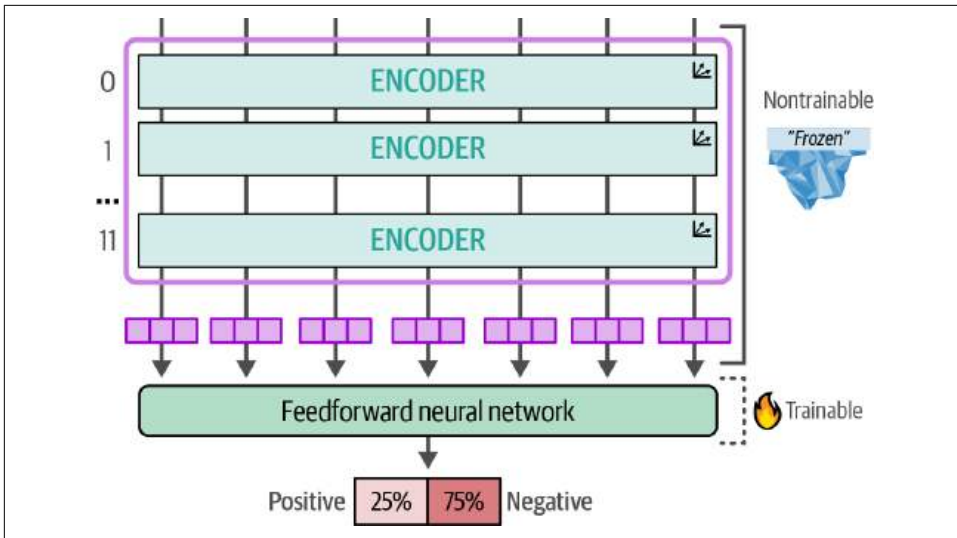 0 ENCODER
Nontrainable
"Frozen"
1 ENCODER
...
11 ENCODER
Feedforward neural network
Trainable
Positive 25% 75% Negative